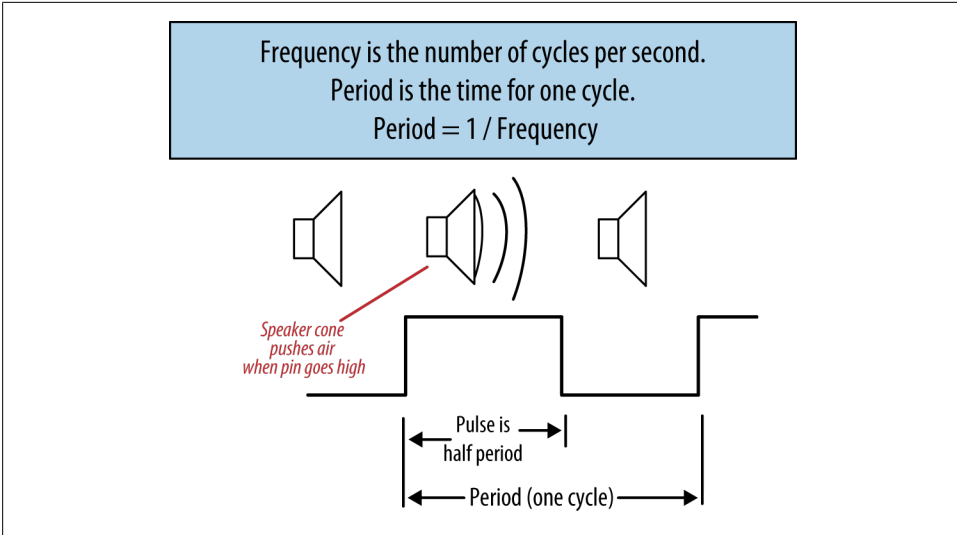 Frequency is the number of cycles per second.
Period is the time for one cycle.
Period = 1 / Frequency
Speaker cone
pushes air
when pin goes high
Pulse is
half period
Period (one cycle)